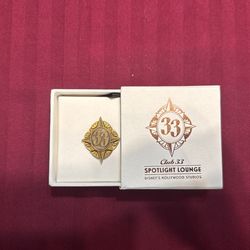 33
33
Club 33
SPOTLIGHT LOUNGE
DISNEY'S HOLLYWOOD STUDIOS